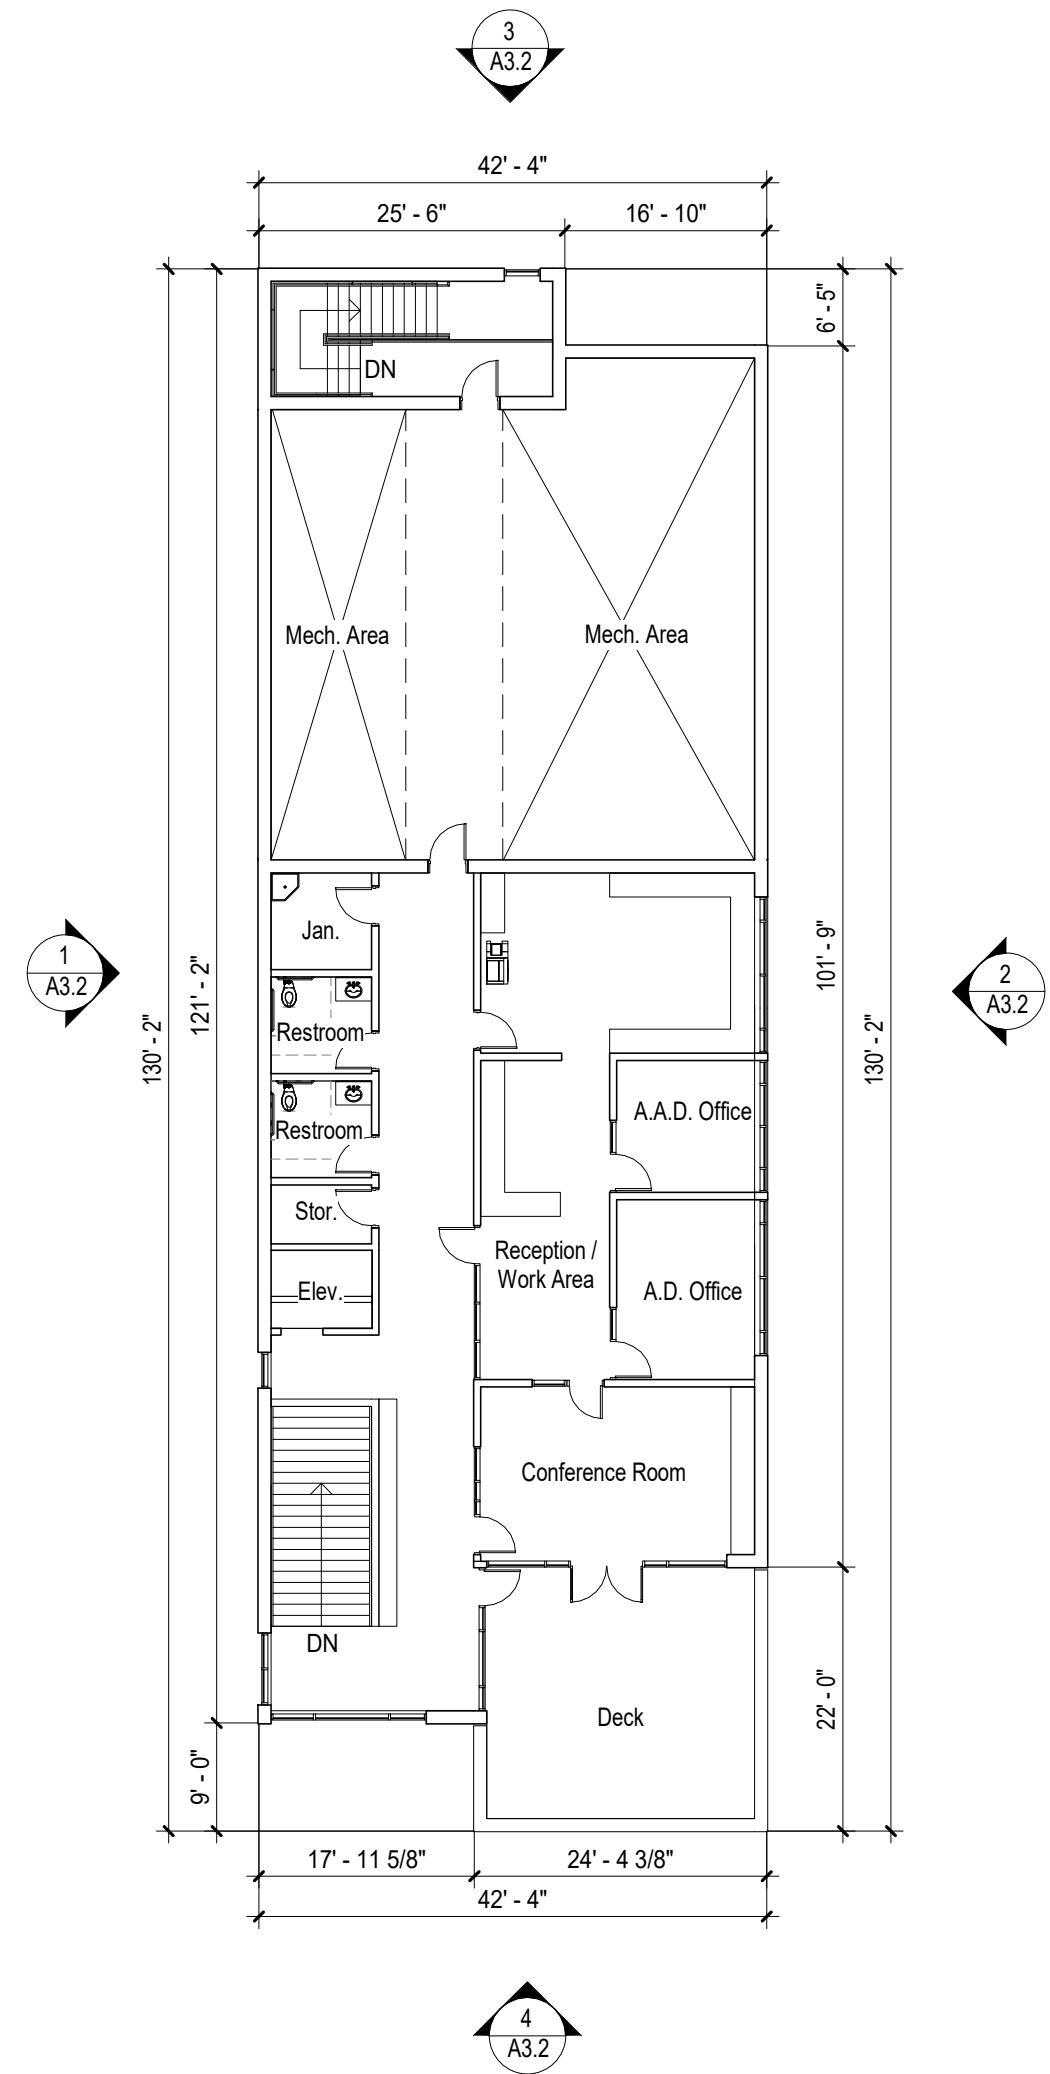 3
A3.2
42' - 4"
25' - 6"
16' - 10"
6' - 5"
DN
Mech. Area
Mech. Area
Jan.
1
A3.2
121' - 2"
101' - 9"
2
A3.2
Restroom
130' - 2"
130' - 2"
A.A.D. Office
Restroom
Stor.
Reception /
Work Area
Elev.
A.D. Office
Conference Room
DN
Deck
22' - 0"
9' - 0"
17' - 11 5/8"
24' - 4 3/8"
42' - 4"
4
A3.2